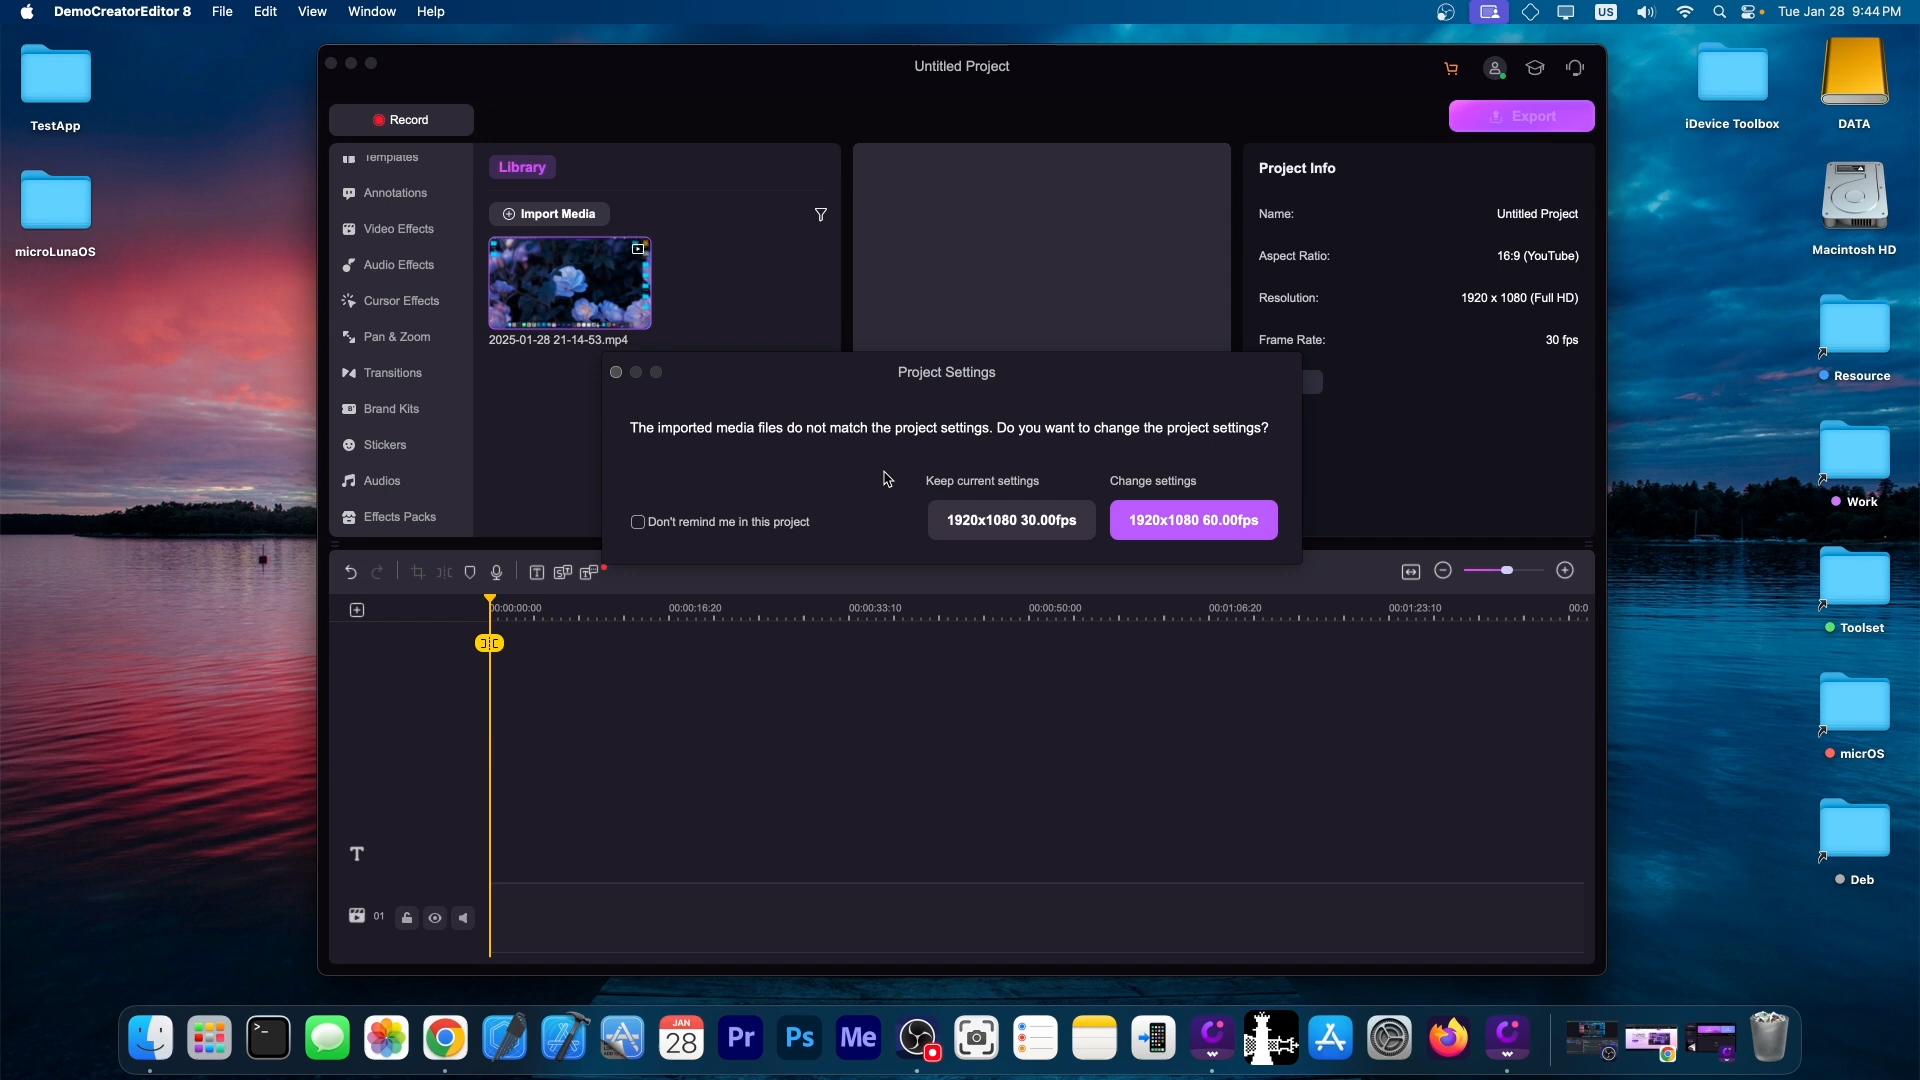 DemoCreatorEditor 8 File Edit View Window Help
US Tue Jan 28 9:44 PM
TestApp
microLunaOS
iDevice Toolbox
DATA
Macintosh HD
Resource
Work
Toolset
micrOS
Deb
Untitled Project
Record
Export
Templates
Annotations
Video Effects
Audio Effects
Cursor Effects
Pan & Zoom
Transitions
Brand Kits
Stickers
Audios
Effects Packs
Library
Import Media
2025-01-28 21-14-53.mp4
Project Info
Name: Untitled Project
Aspect Ratio: 16:9 (YouTube)
Resolution: 1920 x 1080 (Full HD)
Frame Rate: 30 fps
Project Settings
The imported media files do not match the project settings. Do you want to change the project settings?
Keep current settings Change settings
Don't remind me in this project 1920x1080 30.00fps 1920x1080 60.00fps
00:00:00:00 00:00:16:20 00:00:33:10 00:00:50:00 00:01:06:20 00:01:23:10 00:0
T
01
JAN
28
Pr
Ps
Me